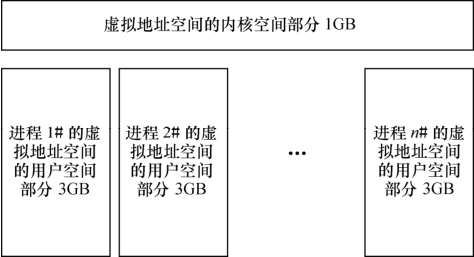 虚拟地址空间的内核空间部分 1GB
进程 1# 的虚
拟地址空间
的用户空间
部分 3GB
进程 2# 的虚
拟地址空间
的用户空间
部分 3GB
…
进程 n# 的虚
拟地址空间
的用户空间
部分 3GB